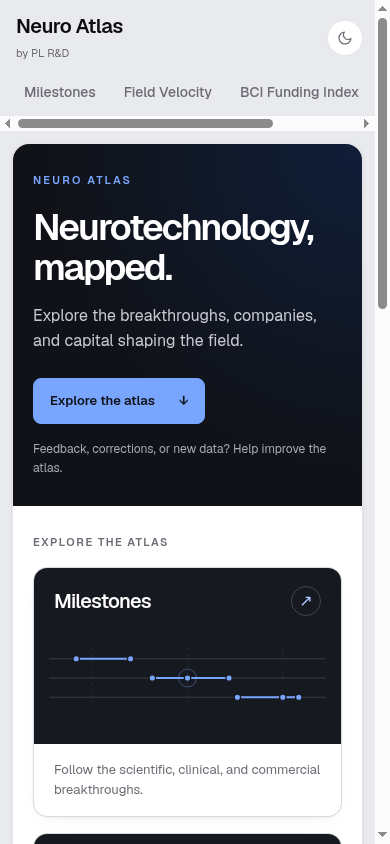 Neuro Atlas
by PL R&D
Milestones Field Velocity BCI Funding Index
NEURO ATLAS
Neurotechnology,
mapped.
Explore the breakthroughs, companies,
and capital shaping the field.
Explore the atlas ↓
Feedback, corrections, or new data? Help improve the
atlas.
EXPLORE THE ATLAS
Milestones
Follow the scientific, clinical, and commercial
breakthroughs.